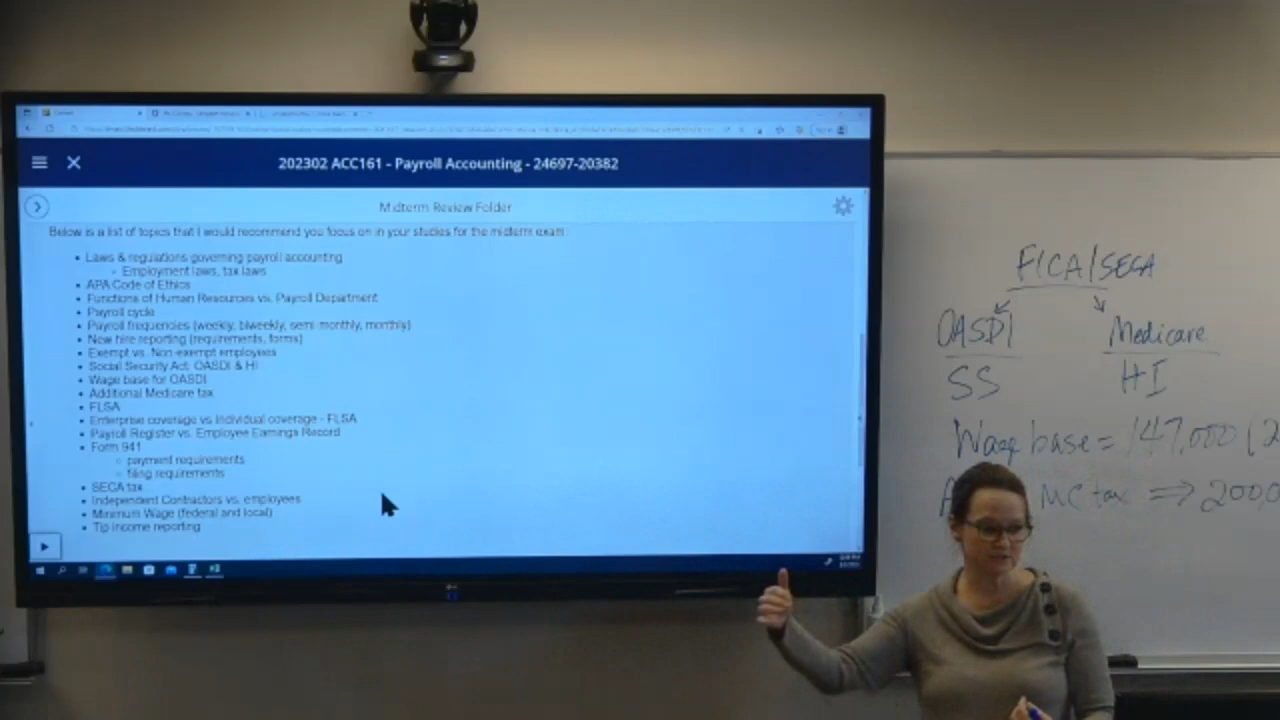 202302 ACC161 - Payroll Accounting - 24697-20382
Midterm Review Folder
Below is a list of topics that I would recommend you focus on in your studies for the midterm exam:
Laws & regulations governing payroll accounting
Employment laws, tax laws
APA Code of Ethics
Functions of Human Resources vs. Payroll Department
Payroll cycle
Payroll frequencies (weekly, biweekly, semi-monthly, monthly)
New hire reporting (requirements, forms)
Exempt vs. Non-exempt employees
Social Security Act: OASDI & HI
Wage base for OASDI
Additional Medicare tax
FLSA
Enterprise coverage vs Individual coverage - FLSA
Payroll Register vs. Employee Earnings Record
Form 941
payment requirements
filing requirements
SECA tax
Independent Contractors vs. employees
Minimum Wage (federal and local)
Tip income reporting
FICA/SECA
OASDI Medicare
SS HI
Wage base = 147,000 (2
MC tax ⇒ 200,0